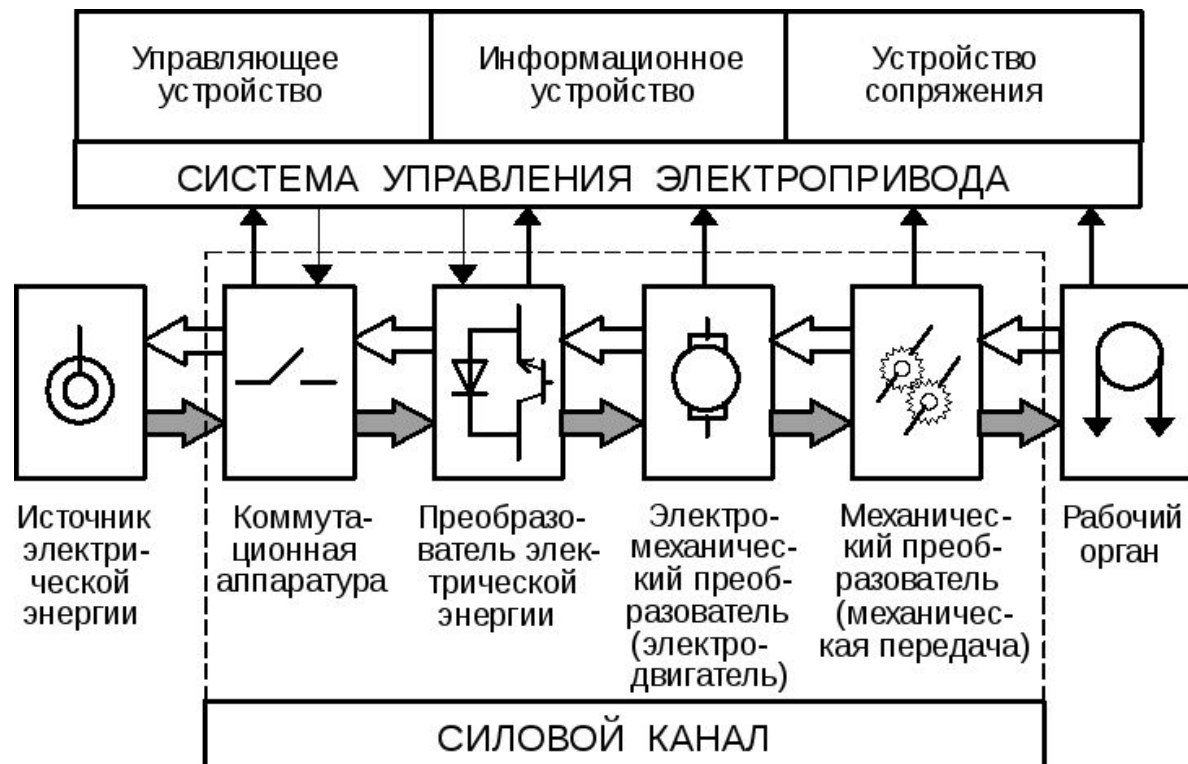 Управляющее
устройство
Информационное
устройство
Устройство
сопряжения
СИСТЕМА УПРАВЛЕНИЯ ЭЛЕКТРОПРИВОДА
Источник
электри-
ческой
энергии
Коммута-
ционная
аппаратура
Преобразо-
ватель элек-
трической
энергии
Электро-
механичес-
кий преоб-
разователь
(электро-
двигатель)
Механичес-
кий преоб-
разователь
(механичес-
кая передача)
Рабочий
орган
СИЛОВОЙ КАНАЛ